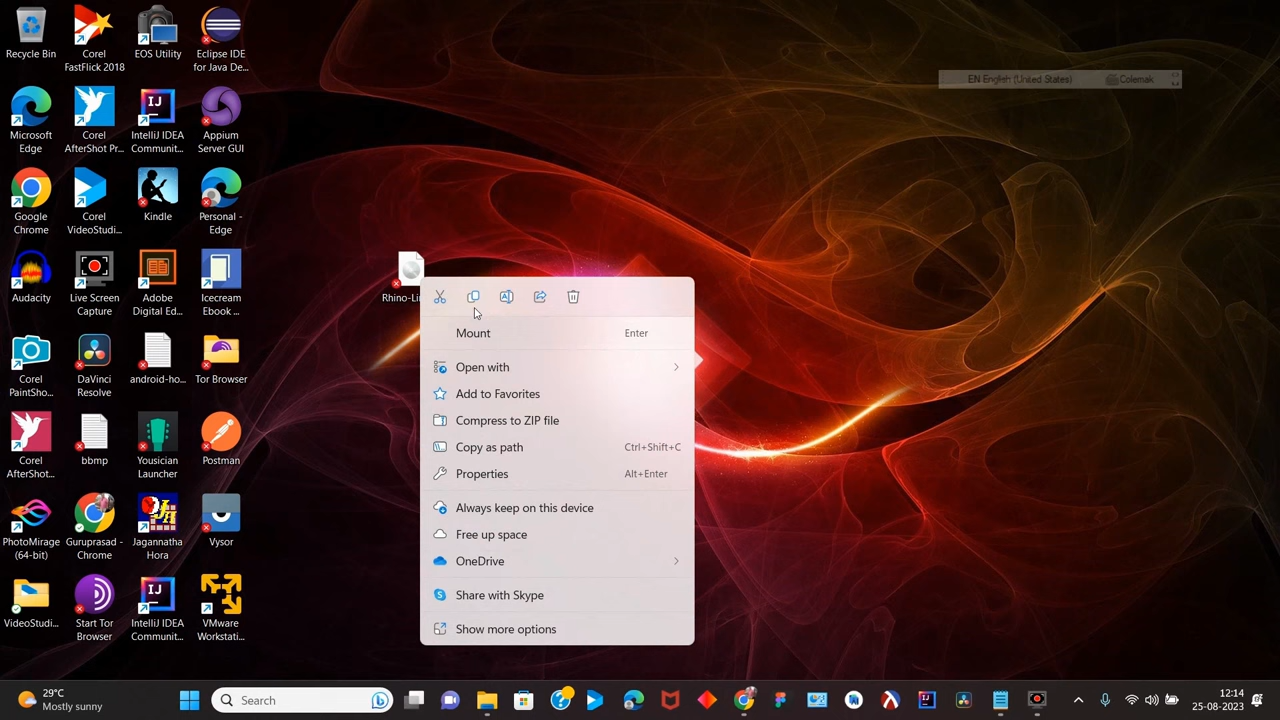 Recycle Bin
Corel
FastFlick 2018
EOS Utility
Eclipse IDE
for Java De...
Microsoft
Edge
Corel
AfterShot Pr...
IntelliJ IDEA
Communit...
Appium
Server GUI
Google
Chrome
Corel
VideoStudi...
Kindle
Personal -
Edge
Audacity
Live Screen
Capture
Adobe
Digital Ed...
Icecream
Ebook ...
Corel
PaintSho...
DaVinci
Resolve
android-ho...
Tor Browser
Corel
AfterShot...
bbmp
Yousician
Launcher
Postman
PhotoMirage
(64-bit)
Guruprasad -
Chrome
Jagannatha
Hora
Vysor
VideoStudi...
Start Tor
Browser
IntelliJ IDEA
Communit...
VMware
Workstati...
EN English (United States)
Colemak
Mount
Enter
Open with
Add to Favorites
Compress to ZIP file
Copy as path
Ctrl+Shift+C
Properties
Alt+Enter
Always keep on this device
Free up space
OneDrive
Share with Skype
Show more options
29°C
Mostly sunny
Search
12:14
25-08-2023